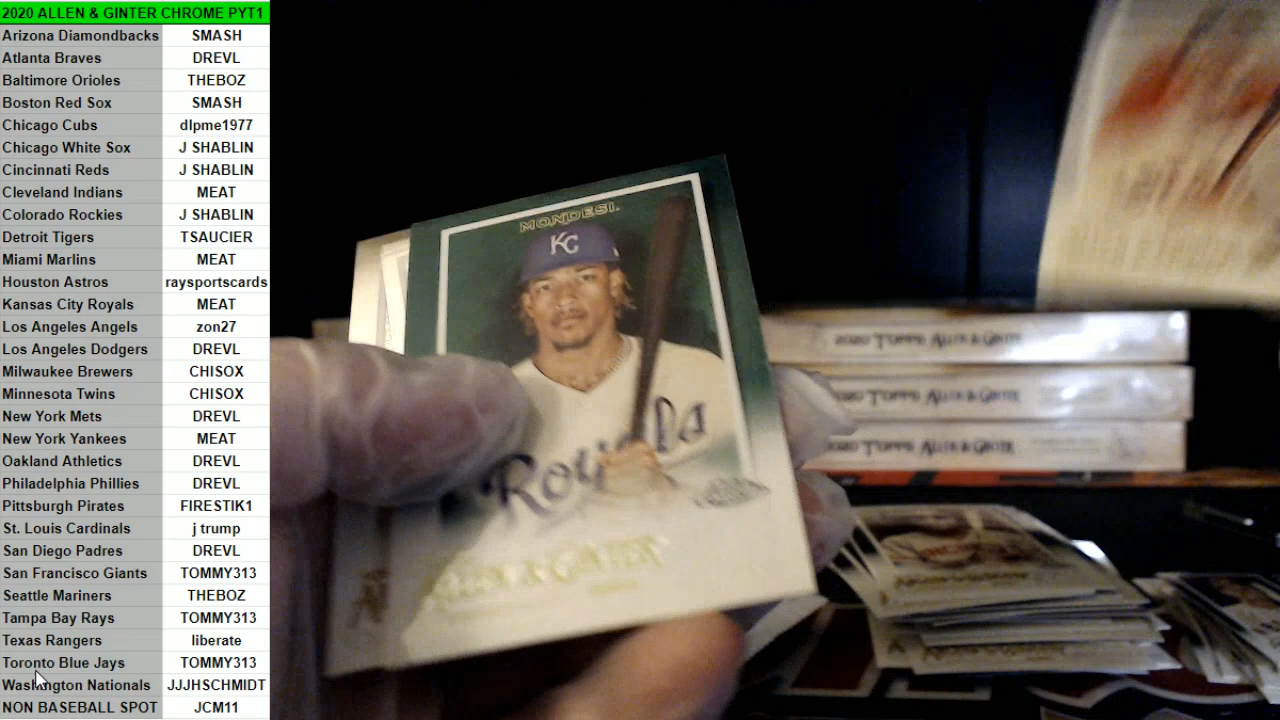 2020 ALLEN & GINTER CHROME PYT1
Arizona Diamondbacks SMASH
Atlanta Braves DREVL
Baltimore Orioles THEBOZ
Boston Red Sox SMASH
Chicago Cubs dlpme1977
Chicago White Sox J SHABLIN
Cincinnati Reds J SHABLIN
Cleveland Indians MEAT
Colorado Rockies J SHABLIN
Detroit Tigers TSAUCIER
Miami Marlins MEAT
Houston Astros raysportscards
Kansas City Royals MEAT
Los Angeles Angels zon27
Los Angeles Dodgers DREVL
Milwaukee Brewers CHISOX
Minnesota Twins CHISOX
New York Mets DREVL
New York Yankees MEAT
Oakland Athletics DREVL
Philadelphia Phillies DREVL
Pittsburgh Pirates FIRESTIK1
St. Louis Cardinals j trump
San Diego Padres DREVL
San Francisco Giants TOMMY313
Seattle Mariners THEBOZ
Tampa Bay Rays TOMMY313
Texas Rangers liberate
Toronto Blue Jays TOMMY313
Washington Nationals JJJHSCHMIDT
NON BASEBALL SPOT JCM11
MONDESI
KC
Royals
ALLEN & GINTER
2020 TOPPS ALLEN & GINTER
2020 TOPPS ALLEN & GINTER
2020 TOPPS ALLEN & GINTER